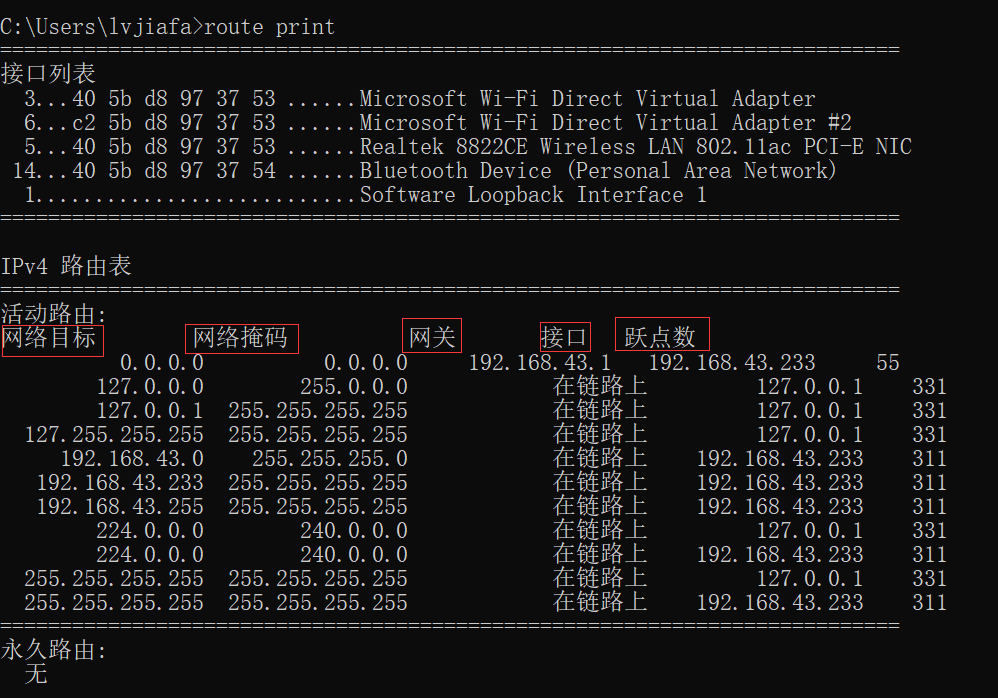 C:\Users\lvjiafa>route print
===========================================================================
接口列表
  3...40 5b d8 97 37 53 ......Microsoft Wi-Fi Direct Virtual Adapter
  6...c2 5b d8 97 37 53 ......Microsoft Wi-Fi Direct Virtual Adapter #2
  5...40 5b d8 97 37 53 ......Realtek 8822CE Wireless LAN 802.11ac PCI-E NIC
 14...40 5b d8 97 37 54 ......Bluetooth Device (Personal Area Network)
  1...........................Software Loopback Interface 1
===========================================================================
IPv4 路由表
===========================================================================
活动路由:
网络目标        网络掩码          网关       接口   跃点数
          0.0.0.0          0.0.0.0     192.168.43.1   192.168.43.233     55
        127.0.0.0        255.0.0.0            在链路上         127.0.0.1    331
        127.0.0.1  255.255.255.255            在链路上         127.0.0.1    331
  127.255.255.255  255.255.255.255            在链路上         127.0.0.1    331
     192.168.43.0    255.255.255.0            在链路上    192.168.43.233    311
   192.168.43.233  255.255.255.255            在链路上    192.168.43.233    311
   192.168.43.255  255.255.255.255            在链路上    192.168.43.233    311
        224.0.0.0        240.0.0.0            在链路上         127.0.0.1    331
        224.0.0.0        240.0.0.0            在链路上    192.168.43.233    311
  255.255.255.255  255.255.255.255            在链路上         127.0.0.1    331
  255.255.255.255  255.255.255.255            在链路上    192.168.43.233    311
===========================================================================
永久路由:
  无